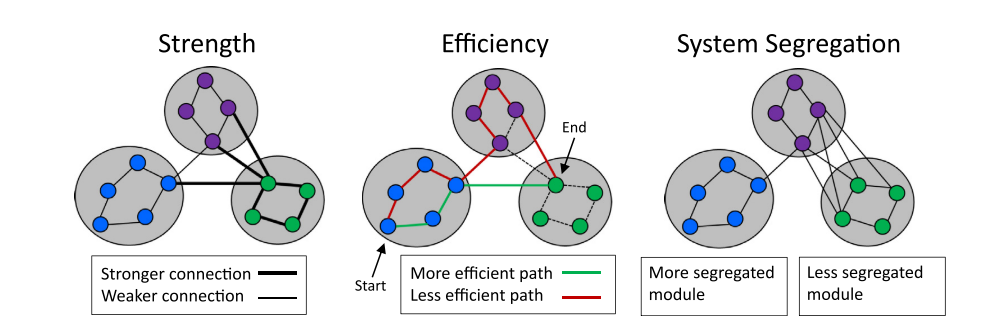 Strength
Efficiency
System Segregation
End
Start
Stronger connection
Weaker connection
More efficient path
Less efficient path
More segregated
module
Less segregated
module